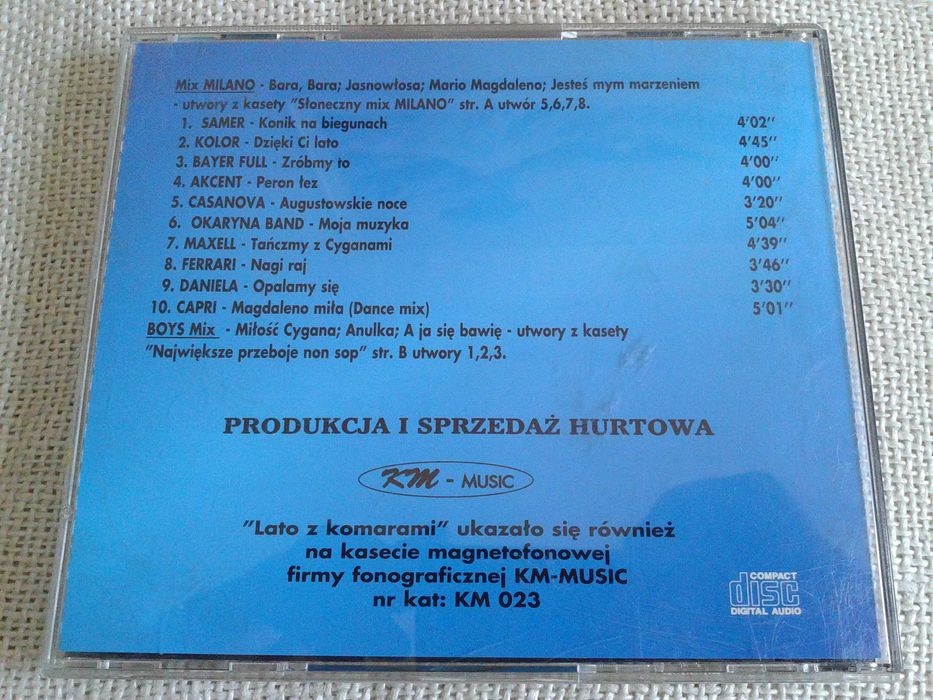 Mix MILANO - Bara, Bara; Jasnowłosa; Mario Magdaleno; Jesteś mym marzeniem
- utwory z kasety "Słoneczny mix MILANO" str. A utwór 5,6,7,8.
1. SAMER - Konik na biegunach 4'02''
2. KOLOR - Dzięki Ci lato 4'45''
3. BAYER FULL - Zróbmy to 4'00''
4. AKCENT - Peron łez 4'00''
5. CASANOVA - Augustowskie noce 3'20''
6. OKARYNA BAND - Moja muzyka 5'04''
7. MAXELL - Tańczmy z Cyganami 4'39''
8. FERRARI - Nagi raj 3'46''
9. DANIELA - Opalamy się 3'30''
10. CAPRI - Magdaleno miła (Dance mix) 5'01''
BOYS Mix - Miłość Cygana; Anulka; A ja się bawię - utwory z kasety
"Największe przeboje non sop" str. B utwory 1,2,3.
PRODUKCJA I SPRZEDAŻ HURTOWA
KM - MUSIC
"Lato z komarami" ukazało się również
na kasecie magnetofonowej
firmy fonograficznej KM-MUSIC
nr kat: KM 023
COMPACT
disc
DIGITAL AUDIO